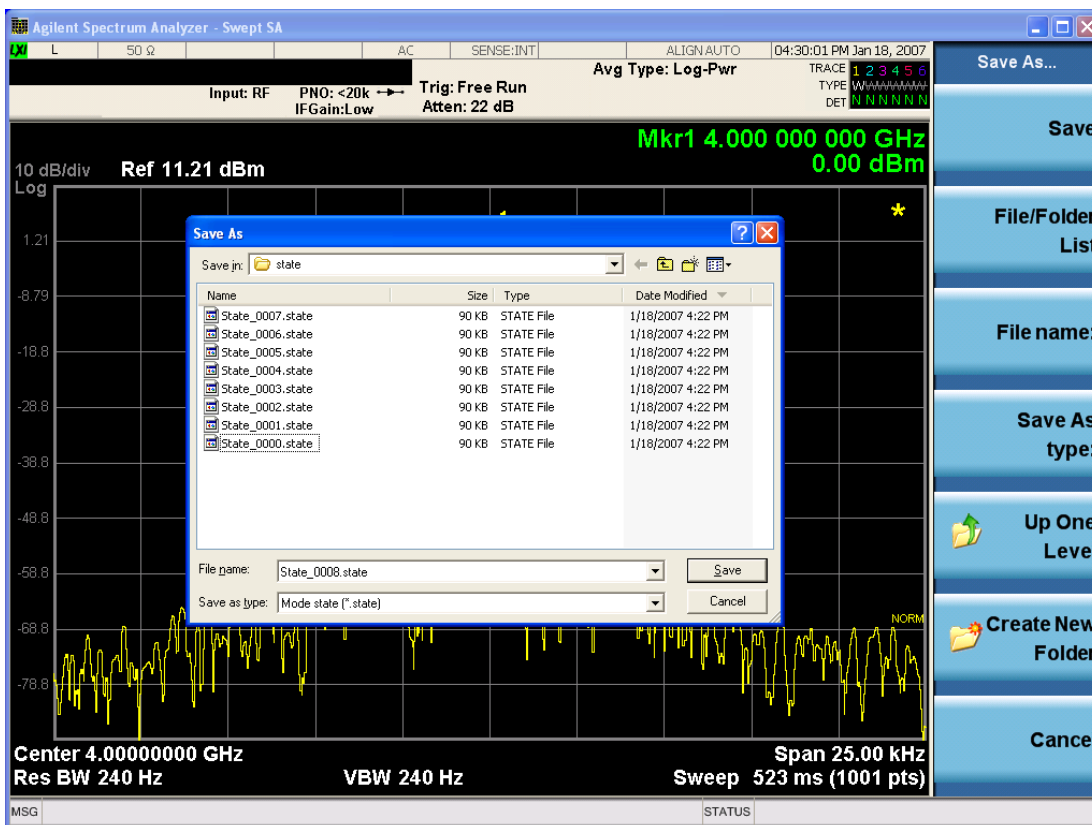 Agilent Spectrum Analyzer - Swept SA
LXI L 50 Ω AC SENSE:INT ALIGN AUTO 04:30:01 PM Jan 18, 2007
Input: RF PNO: <20k Trig: Free Run Avg Type: Log-Pwr TRACE 1 2 3 4 5 6
IFGain:Low Atten: 22 dB TYPE
DET N N N N N N
Mkr1 4.000 000 000 GHz
0.00 dBm
10 dB/div Ref 11.21 dBm
Log
1.21
-8.79
-18.8
-28.8
-38.8
-48.8
-58.8
-68.8
-78.8
*
NORM
Save As
Save in: state
Name Size Type Date Modified
State_0007.state 90 KB STATE File 1/18/2007 4:22 PM
State_0006.state 90 KB STATE File 1/18/2007 4:22 PM
State_0005.state 90 KB STATE File 1/18/2007 4:22 PM
State_0004.state 90 KB STATE File 1/18/2007 4:22 PM
State_0003.state 90 KB STATE File 1/18/2007 4:22 PM
State_0002.state 90 KB STATE File 1/18/2007 4:22 PM
State_0001.state 90 KB STATE File 1/18/2007 4:22 PM
State_0000.state 90 KB STATE File 1/18/2007 4:22 PM
File name: State_0008.state Save
Save as type: Mode state (*.state) Cancel
Center 4.00000000 GHz Span 25.00 kHz
Res BW 240 Hz VBW 240 Hz Sweep 523 ms (1001 pts)
MSG STATUS
Save As...
Save
File/Folder
List
File name:
Save As
type:
Up One
Leve
Create New
Folder
Cance